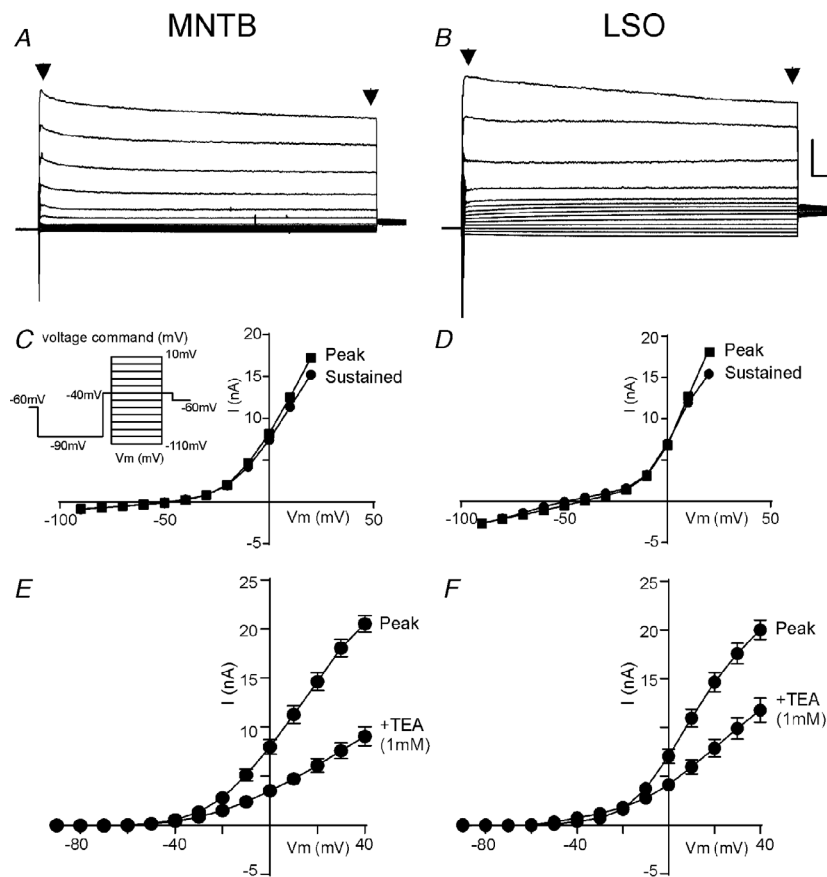 MNTB
LSO
A
B
C
voltage command (mV)
10mV
-60mV
-40mV
-60mV
-90mV
-110mV
Vm (mV)
20
15
10
5
-5
I (nA)
Peak
Sustained
-100
-50
50
Vm (mV)
D
20
15
10
5
-5
I (nA)
Peak
Sustained
-100
-50
50
Vm (mV)
E
25
20
15
10
5
-5
I (nA)
Peak
+TEA
(1mM)
-80
-40
40
Vm (mV)
F
25
20
15
10
5
-5
I (nA)
Peak
+TEA
(1mM)
-80
-40
40
Vm (mV)